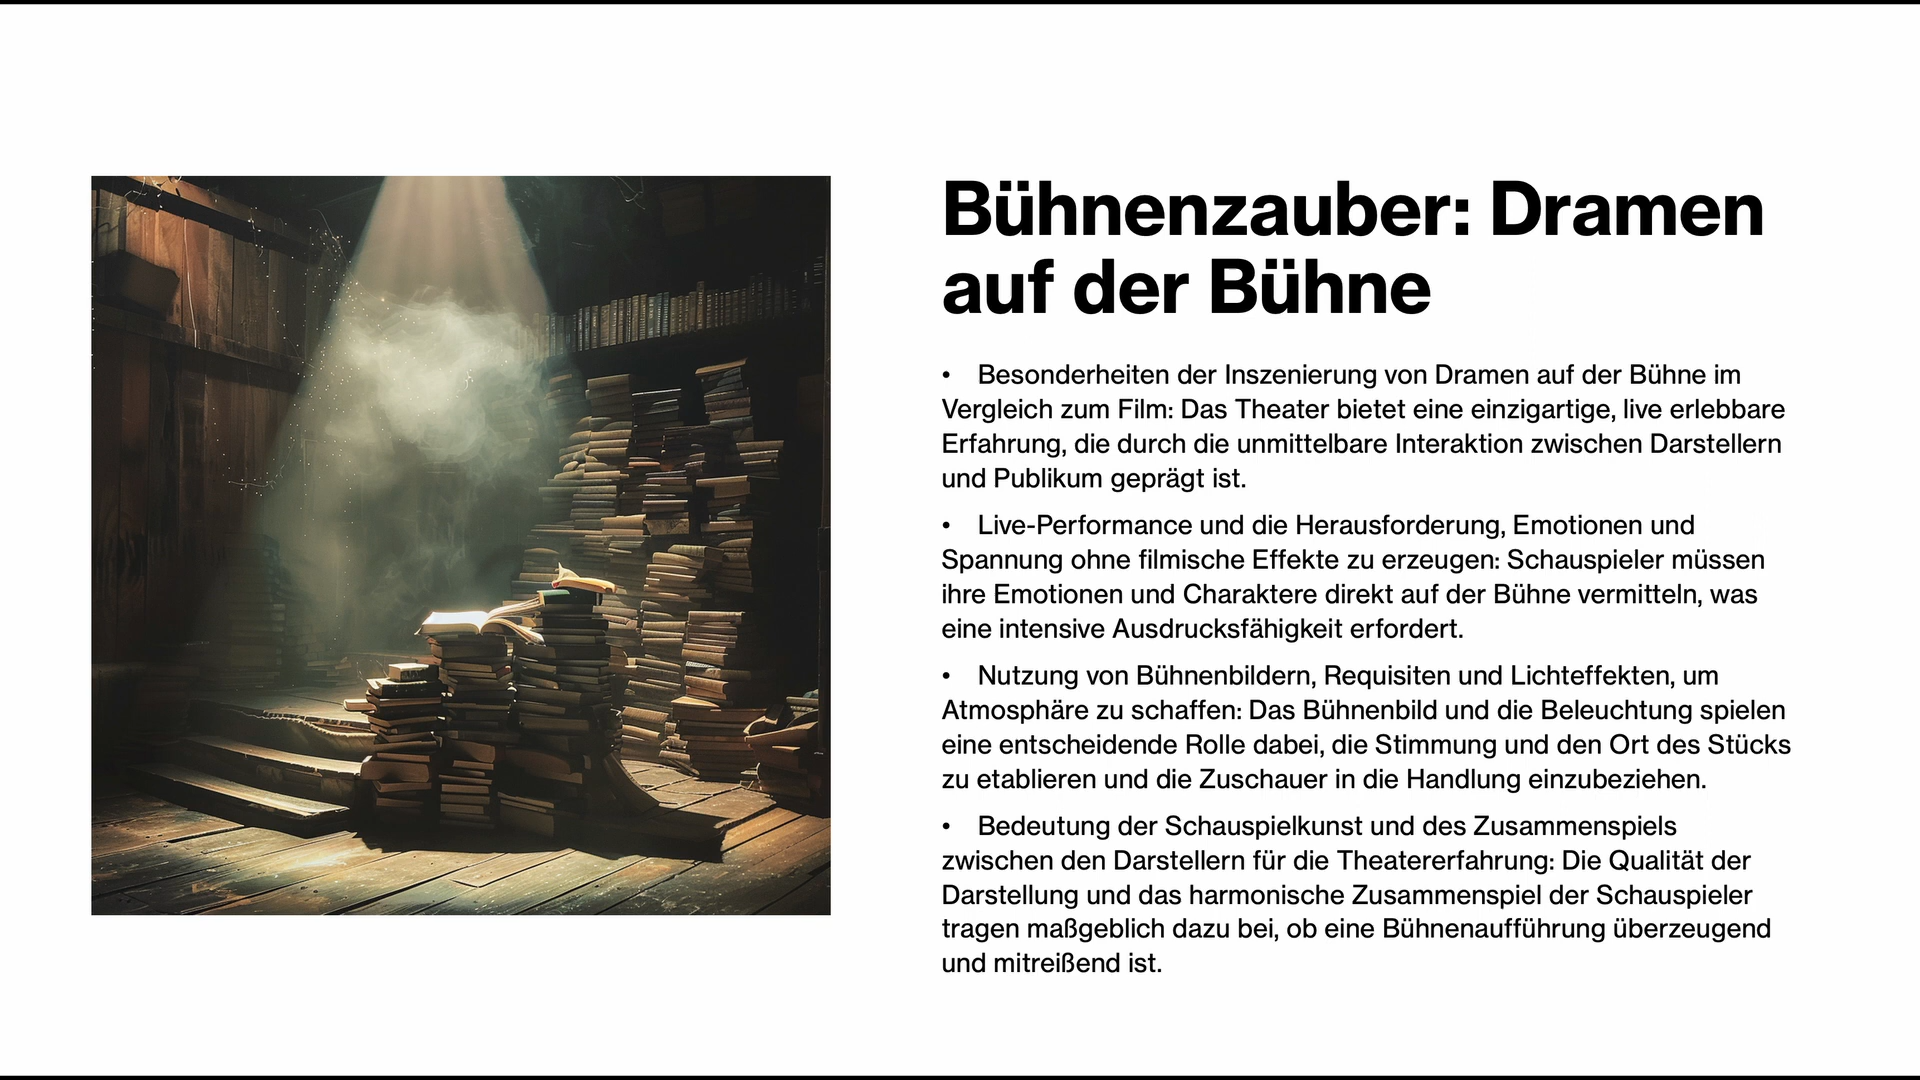 Bühnenzauber: Dramen
auf der Bühne
• Besonderheiten der Inszenierung von Dramen auf der Bühne im
Vergleich zum Film: Das Theater bietet eine einzigartige, live erlebbare
Erfahrung, die durch die unmittelbare Interaktion zwischen Darstellern
und Publikum geprägt ist.
• Live-Performance und die Herausforderung, Emotionen und
Spannung ohne filmische Effekte zu erzeugen: Schauspieler müssen
ihre Emotionen und Charaktere direkt auf der Bühne vermitteln, was
eine intensive Ausdrucksfähigkeit erfordert.
• Nutzung von Bühnenbildern, Requisiten und Lichteffekten, um
Atmosphäre zu schaffen: Das Bühnenbild und die Beleuchtung spielen
eine entscheidende Rolle dabei, die Stimmung und den Ort des Stücks
zu etablieren und die Zuschauer in die Handlung einzubeziehen.
• Bedeutung der Schauspielkunst und des Zusammenspiels
zwischen den Darstellern für die Theatererfahrung: Die Qualität der
Darstellung und das harmonische Zusammenspiel der Schauspieler
tragen maßgeblich dazu bei, ob eine Bühnenaufführung überzeugend
und mitreißend ist.